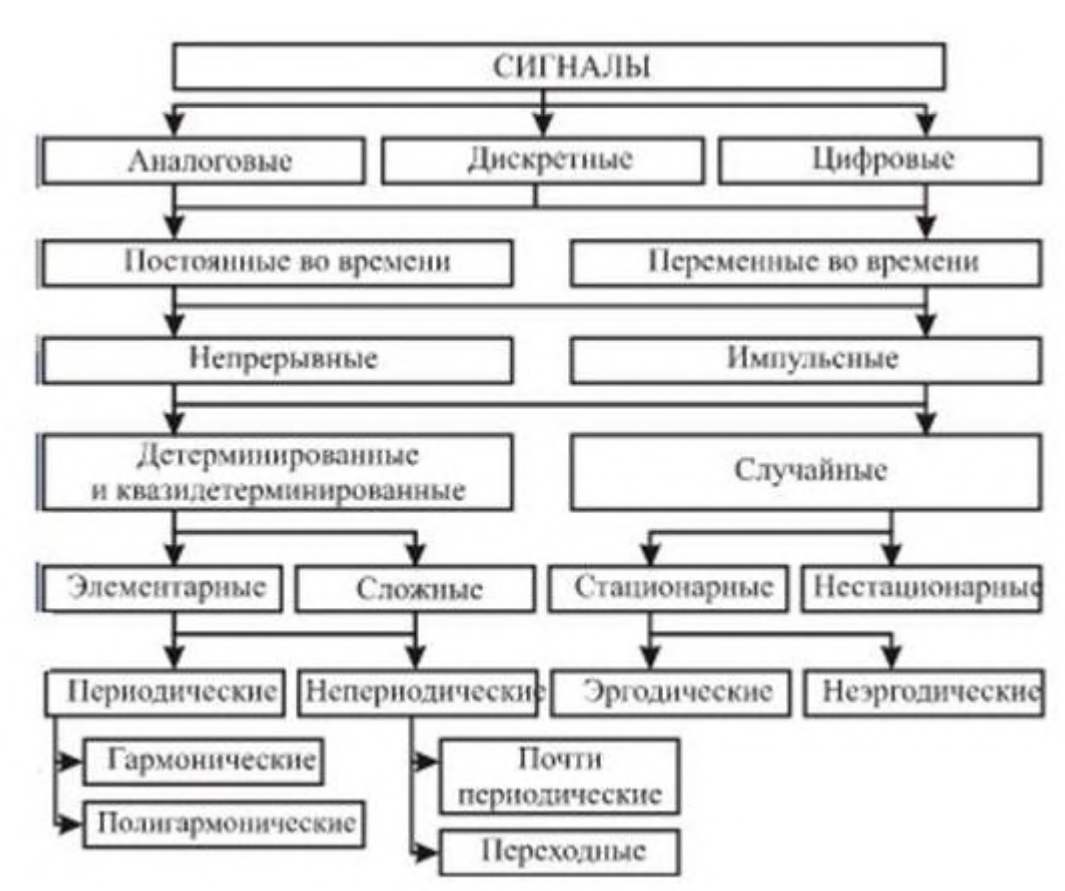 СИГНАЛЫ
Аналоговые
Дискретные
Цифровые
Постоянные во времени
Переменные во времени
Непрерывные
Импульсные
Детерминированные
и квазидетерминированные
Случайные
Элементарные
Сложные
Стационарные
Нестационарные
Периодические
Непериодические
Эргодические
Неэргодические
Гармонические
Полигармонические
Почти
периодические
Переходные